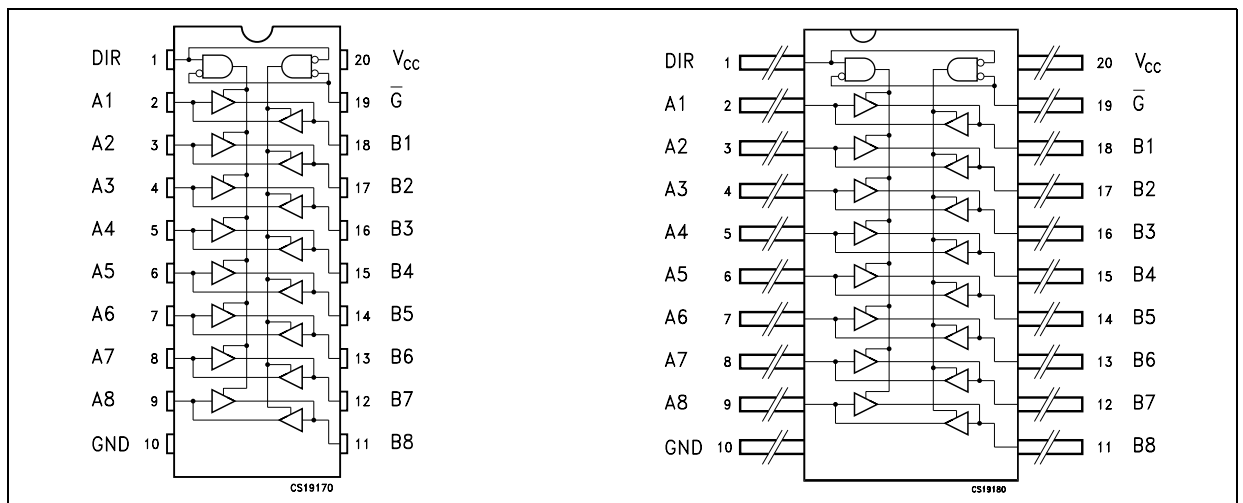 DIR 1 20 VCC
A1 2 19 G̅
A2 3 18 B1
A3 4 17 B2
A4 5 16 B3
A5 6 15 B4
A6 7 14 B5
A7 8 13 B6
A8 9 12 B7
GND 10 11 B8
CS19170
DIR 1 20 VCC
A1 2 19 G̅
A2 3 18 B1
A3 4 17 B2
A4 5 16 B3
A5 6 15 B4
A6 7 14 B5
A7 8 13 B6
A8 9 12 B7
GND 10 11 B8
CS19180